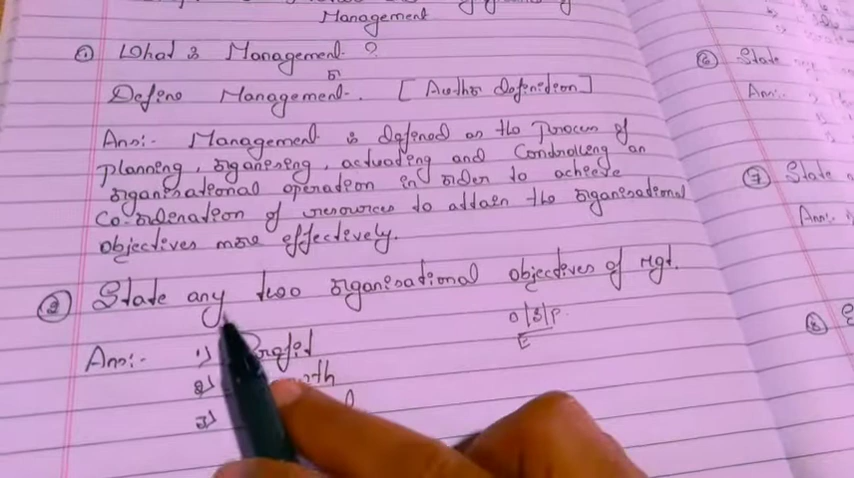 Management
① What is Management ?
or
Define Management. [Author Definition]
Ans:- Management is defined as the Process of
planning, organising, actuating and Controlling an
organisational operation in order to achieve
Co-ordination of resources to attain the organisational
objectives more effectively.
② State any two organisational objectives of Mgt.
O/S/P.
Ans:- 1) Profit
2)
3)
⑥ State
Ans:-
⑦ State
Ans:-
⑧